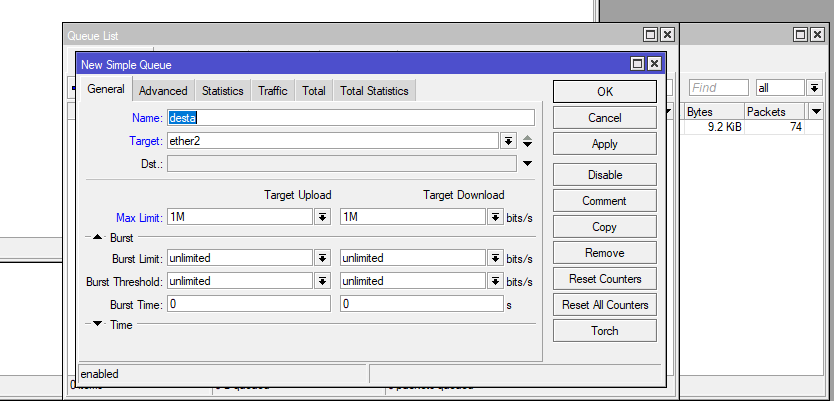 Queue List
New Simple Queue
General Advanced Statistics Traffic Total Total Statistics
Name: desta
Target: ether2
Dst.:
Target Upload Target Download
Max Limit: 1M 1M bits/s
Burst
Burst Limit: unlimited unlimited bits/s
Burst Threshold: unlimited unlimited bits/s
Burst Time: 0 0 s
Time
enabled
OK
Cancel
Apply
Disable
Comment
Copy
Remove
Reset Counters
Reset All Counters
Torch
Find all
Bytes Packets
9.2 KiB 74